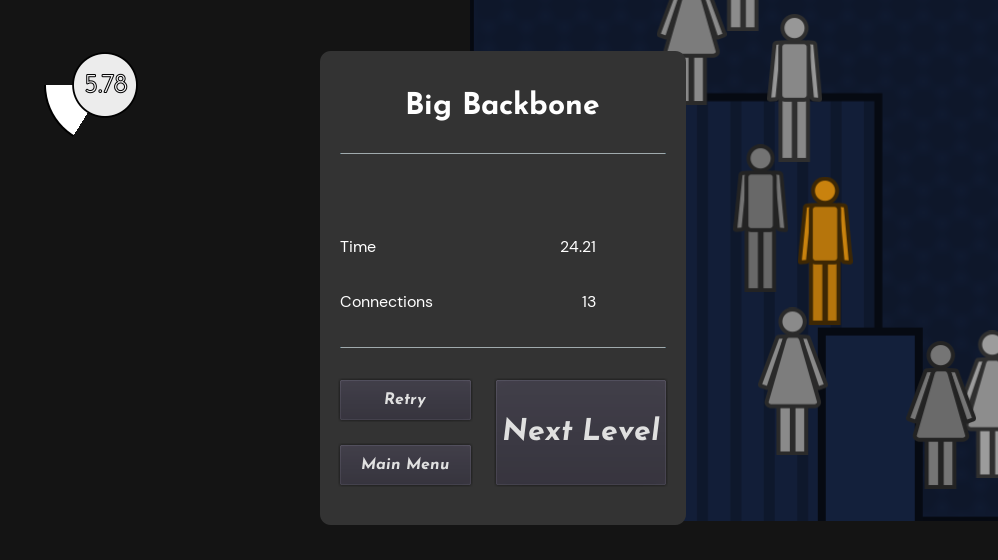 5.78
Big Backbone
Time 24.21
Connections 13
Retry
Next Level
Main Menu